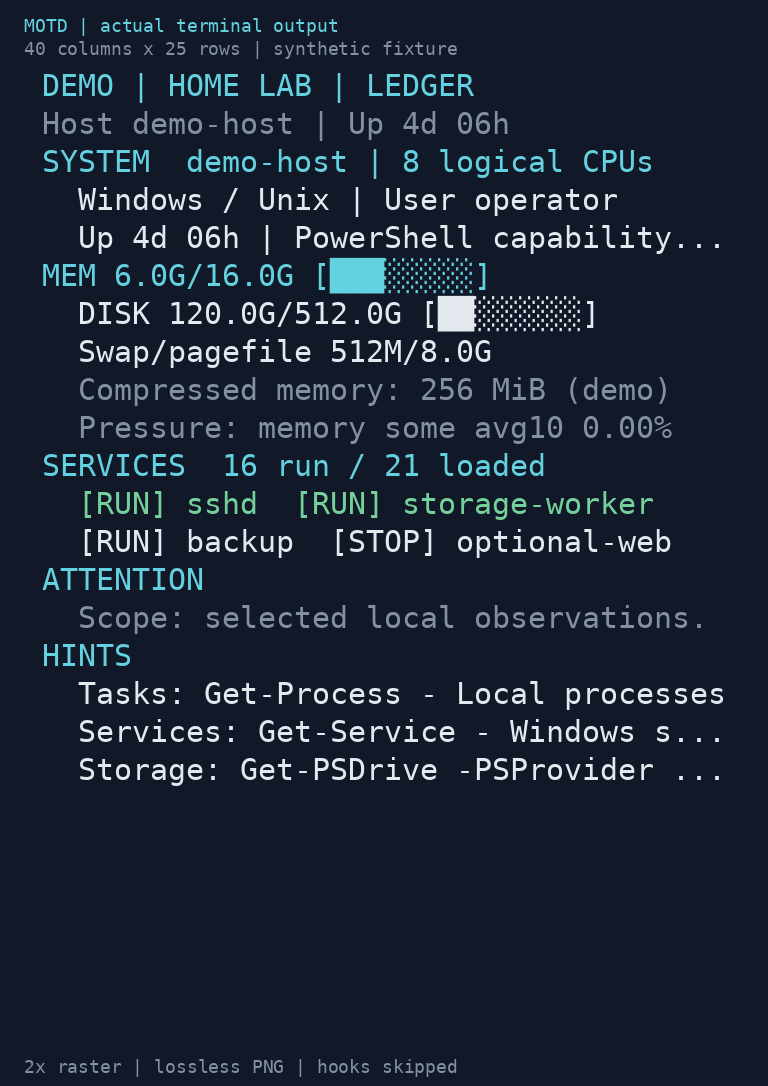 MOTD | actual terminal output
40 columns x 25 rows | synthetic fixture
DEMO | HOME LAB | LEDGER
Host demo-host | Up 4d 06h
SYSTEM  demo-host | 8 logical CPUs
Windows / Unix | User operator
Up 4d 06h | PowerShell capability...
MEM 6.0G/16.0G [███░░░░░]
DISK 120.0G/512.0G [██░░░░░░]
Swap/pagefile 512M/8.0G
Compressed memory: 256 MiB (demo)
Pressure: memory some avg10 0.00%
SERVICES  16 run / 21 loaded
[RUN] sshd  [RUN] storage-worker
[RUN] backup  [STOP] optional-web
ATTENTION
Scope: selected local observations.
HINTS
Tasks: Get-Process - Local processes
Services: Get-Service - Windows s...
Storage: Get-PSDrive -PSProvider ...
2x raster | lossless PNG | hooks skipped